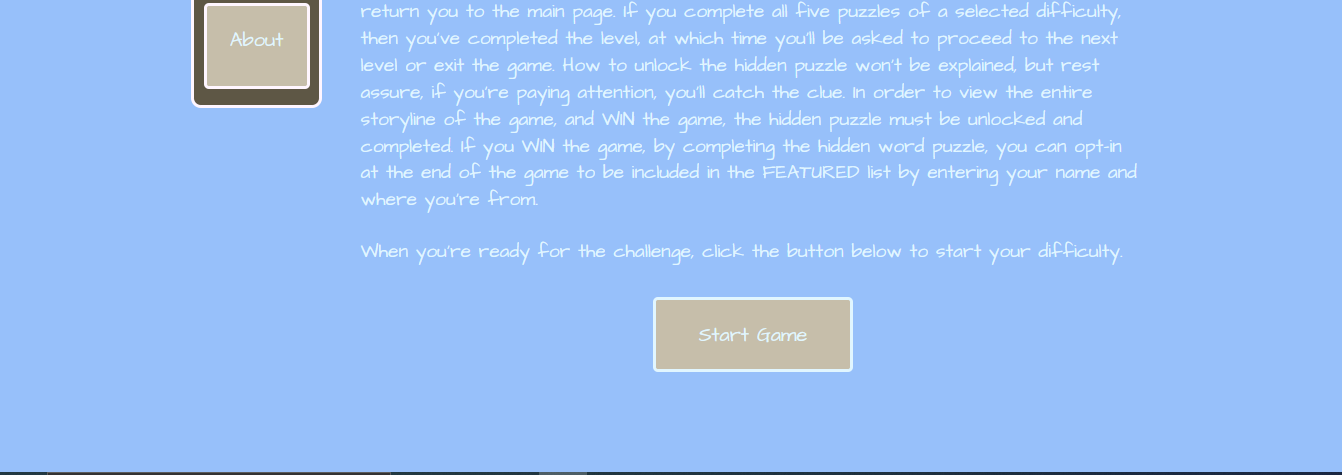 About
return you to the main page. If you complete all five puzzles of a selected difficulty,
then you've completed the level, at which time you'll be asked to proceed to the next
level or exit the game. How to unlock the hidden puzzle won't be explained, but rest
assure, if you're paying attention, you'll catch the clue. In order to view the entire
storyline of the game, and WIN the game, the hidden puzzle must be unlocked and
completed. If you WIN the game, by completing the hidden word puzzle, you can opt-in
at the end of the game to be included in the FEATURED list by entering your name and
where you're from.
When you're ready for the challenge, click the button below to start your difficulty.
Start Game